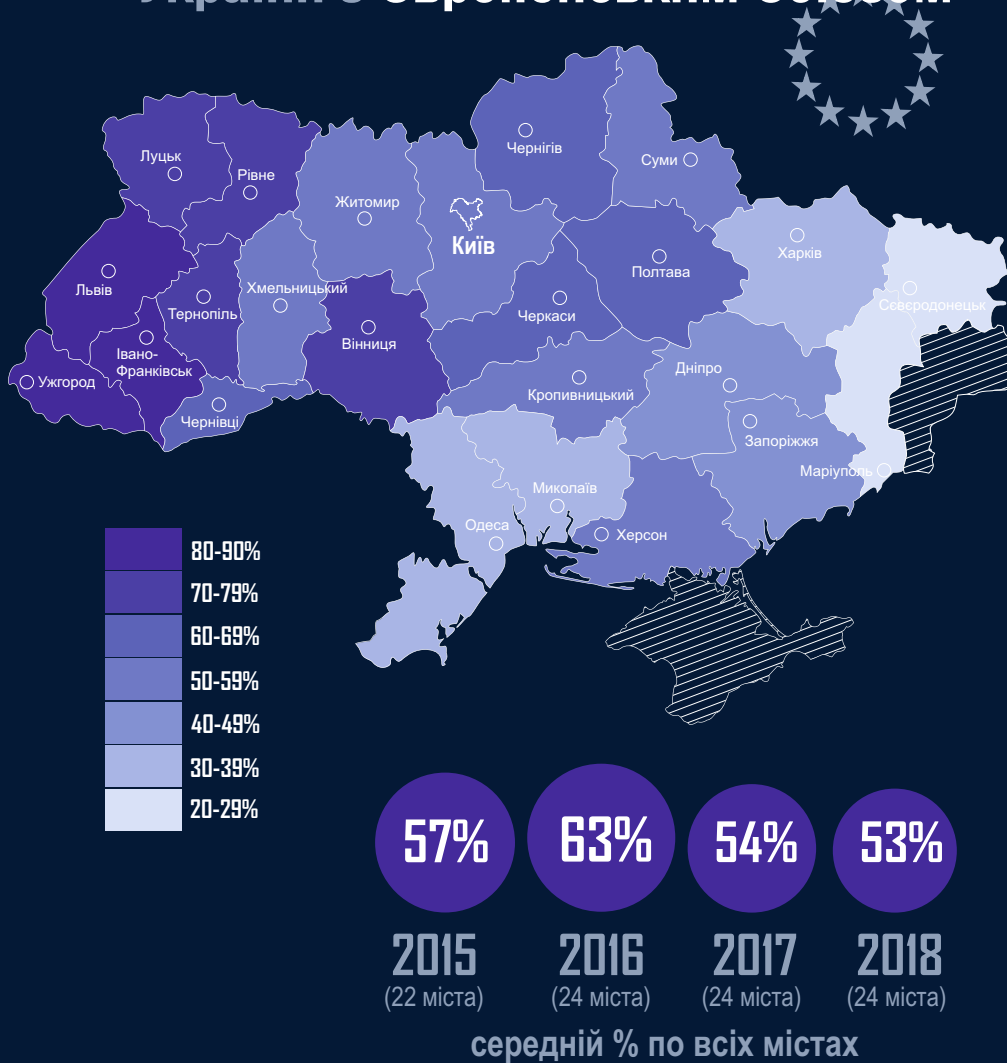 України з Європейським Союзом
Чернігів
Луцьк
Суми
Рівне
Житомир
Київ
Харків
Полтава
Львів
Хмельницький
Тернопіль
Сєвєродонецьк
Черкаси
Вінниця
Івано-
Франківськ
Дніпро
Ужгород
Кропивницький
Чернівці
Запоріжжя
Маріуполь
Миколаїв
Одеса
Херсон
80-90%
70-79%
60-69%
50-59%
40-49%
30-39%
20-29%
57% 63% 54% 53%
2015 2016 2017 2018
(22 міста) (24 міста) (24 міста) (24 міста)
середній % по всіх містах